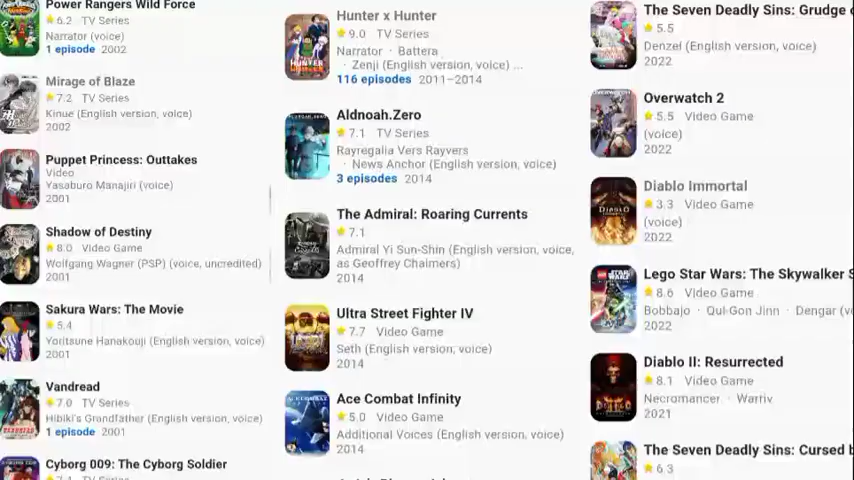 Power Rangers Wild Force
6.2 TV Series
Narrator (voice)
1 episode 2002
Mirage of Blaze
7.2 TV Series
Kinue (English version, voice)
2002
Puppet Princess: Outtakes
Video
Yasaburo Manajiri (voice)
2001
Shadow of Destiny
8.0 Video Game
Wolfgang Wagner (PSP) (voice, uncredited)
2001
Sakura Wars: The Movie
5.4
Yoritsune Hanakouji (English version, voice)
2001
Vandread
7.0 TV Series
Hibiki's Grandfather (English version, voice)
1 episode 2001
Cyborg 009: The Cyborg Soldier
7.4 TV Series
Hunter x Hunter
9.0 TV Series
Narrator · Battera
· Zenji (English version, voice) ...
116 episodes 2011–2014
Aldnoah.Zero
7.1 TV Series
Rayregalia Vers Rayvers
· News Anchor (English version, voice)
3 episodes 2014
The Admiral: Roaring Currents
7.1
Admiral Yi Sun-Shin (English version, voice,
as Geoffrey Chalmers)
2014
Ultra Street Fighter IV
7.7 Video Game
Seth (English version, voice)
2014
Ace Combat Infinity
5.0 Video Game
Additional Voices (English version, voice)
2014
The Seven Deadly Sins: Grudge o
5.5
Denzel (English version, voice)
2022
Overwatch 2
5.5 Video Game
(voice)
2022
Diablo Immortal
3.3 Video Game
(voice)
2022
Lego Star Wars: The Skywalker S
8.6 Video Game
Bobbajo · Qui-Gon Jinn · Dengar (vo
2022
Diablo II: Resurrected
8.1 Video Game
Necromancer · Warriv
2021
The Seven Deadly Sins: Cursed b
6.3